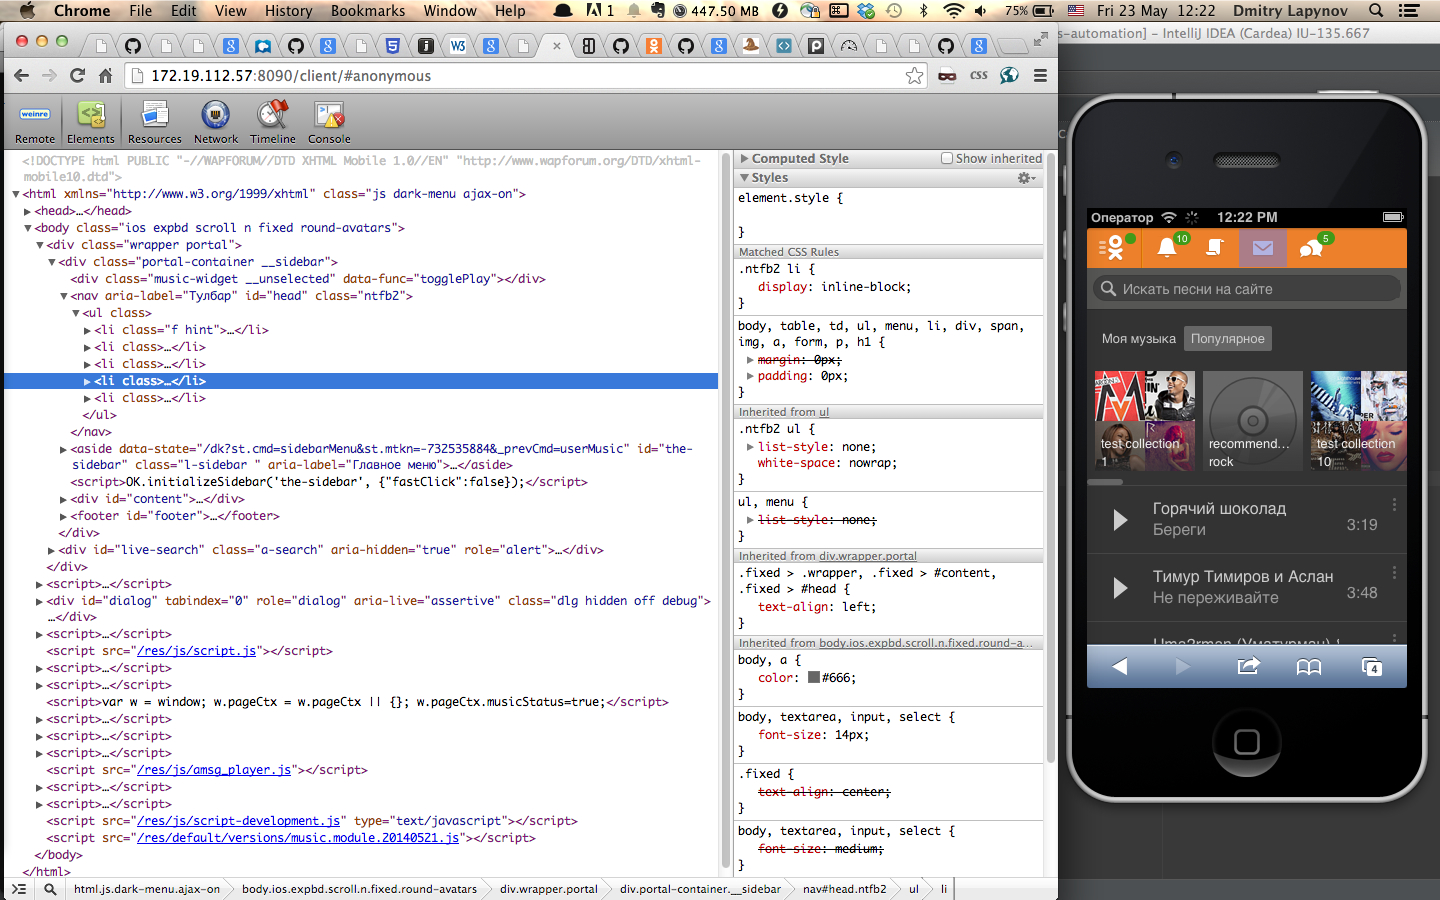 Chrome File Edit View History Bookmarks Window Help 1 447.50 MB 75% Fri 23 May 12:22 Dmitry Lapynov
s-automation] – IntelliJ IDEA (Cardea) IU-135.667
172.19.112.57:8090/client/#anonymous
css
weinre
Remote Elements Resources Network Timeline Console
<!DOCTYPE html PUBLIC "-//WAPFORUM//DTD XHTML Mobile 1.0//EN" "http://www.wapforum.org/DTD/xhtml-
mobile10.dtd">
<html xmlns="http://www.w3.org/1999/xhtml" class="js dark-menu ajax-on">
<head>…</head>
<body class="ios expbd scroll n fixed round-avatars">
<div class="wrapper portal">
<div class="portal-container __sidebar">
<div class="music-widget __unselected" data-func="togglePlay"></div>
<nav aria-label="Тулбар" id="head" class="ntfb2">
<ul class>
<li class="f hint">…</li>
<li class>…</li>
<li class>…</li>
<li class>…</li>
<li class>…</li>
</ul>
</nav>
<aside data-state="/dk?st.cmd=sidebarMenu&st.mtkn=-732535884&_prevCmd=userMusic" id="the-
sidebar" class="l-sidebar " aria-label="Главное меню">…</aside>
<script>OK.initializeSidebar('the-sidebar', {"fastClick":false});</script>
<div id="content">…</div>
<footer id="footer">…</footer>
</div>
<div id="live-search" class="a-search" aria-hidden="true" role="alert">…</div>
</div>
<script>…</script>
<div id="dialog" tabindex="0" role="dialog" aria-live="assertive" class="dlg hidden off debug">
…</div>
<script>…</script>
<script src="/res/js/script.js"></script>
<script>…</script>
<script>…</script>
<script>var w = window; w.pageCtx = w.pageCtx || {}; w.pageCtx.musicStatus=true;</script>
<script>…</script>
<script>…</script>
<script>…</script>
<script src="/res/js/amsg_player.js"></script>
<script>…</script>
<script>…</script>
<script src="/res/js/script-development.js" type="text/javascript"></script>
<script src="/res/default/versions/music.module.20140521.js"></script>
</body>
</html>
html.js.dark-menu.ajax-on body.ios.expbd.scroll.n.fixed.round-avatars div.wrapper.portal div.portal-container.__sidebar nav#head.ntfb2 ul li
Computed Style Show inherited
Styles
element.style {
}
Matched CSS Rules
.ntfb2 li {
display: inline-block;
}
body, table, td, ul, menu, li, div, span,
img, a, form, p, h1 {
margin: 0px;
padding: 0px;
}
Inherited from ul
.ntfb2 ul {
list-style: none;
white-space: nowrap;
}
ul, menu {
list-style: none;
}
Inherited from div.wrapper.portal
.fixed > .wrapper, .fixed > #content,
.fixed > #head {
text-align: left;
}
Inherited from body.ios.expbd.scroll.n.fixed.round-a…
body, a {
color: #666;
}
body, textarea, input, select {
font-size: 14px;
}
.fixed {
text-align: center;
}
body, textarea, input, select {
font-size: medium;
}
Оператор 12:22 PM
10 5
Искать песни на сайте
Моя музыка Популярное
test collection 1
recommend… rock
test collection 10
Горячий шоколад
Береги 3:19
Тимур Тимиров и Аслан
Не переживайте 3:48
4